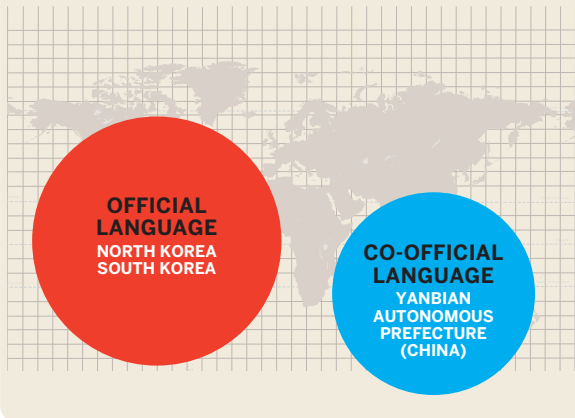 OFFICIAL
LANGUAGE
NORTH KOREA
SOUTH KOREA
CO-OFFICIAL
LANGUAGE
YANBIAN
AUTONOMOUS
PREFECTURE
(CHINA)